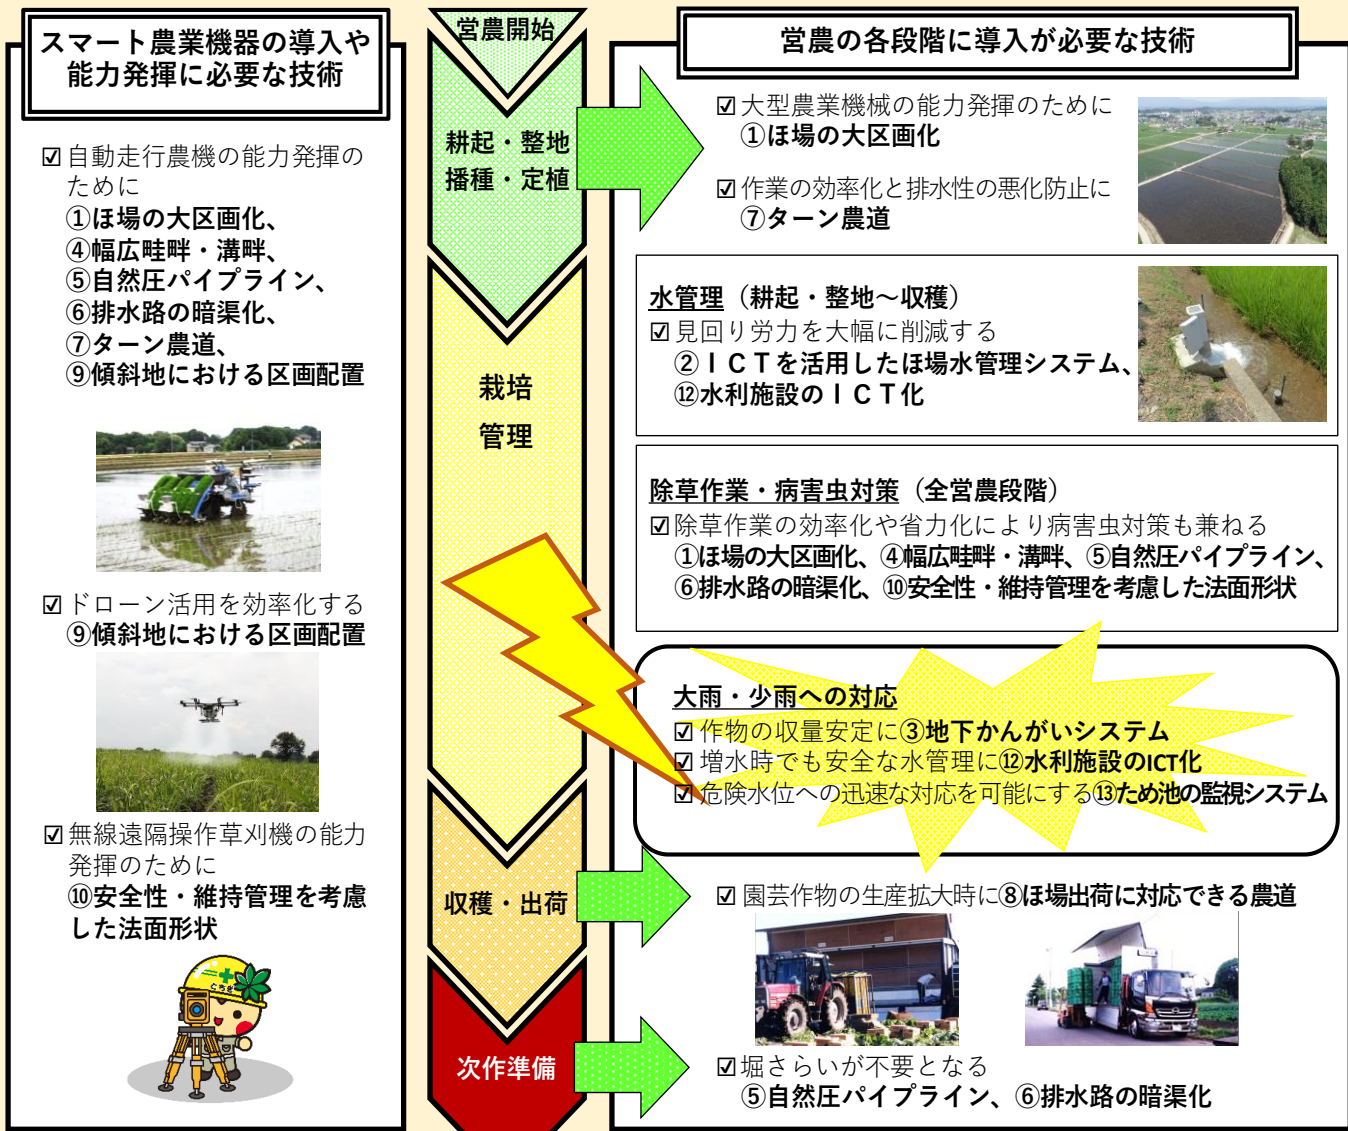 スマート農業機器の導入や
能力発揮に必要な技術
☑自動走行農機の能力発揮の
ために
①ほ場の大区画化、
④幅広畦畔・溝畔、
⑤自然圧パイプライン、
⑥排水路の暗渠化、
⑦ターン農道、
⑨傾斜地における区画配置
☑ドローン活用を効率化する
⑨傾斜地における区画配置
☑無線遠隔操作草刈機の能力
発揮のために
⑩安全性・維持管理を考慮
した法面形状
とちぎ
営農開始
耕起・整地
播種・定植
栽培
管理
収穫・出荷
次作準備
営農の各段階に導入が必要な技術
☑大型農業機械の能力発揮のために
①ほ場の大区画化
☑作業の効率化と排水性の悪化防止に
⑦ターン農道
水管理（耕起・整地～収穫）
☑見回り労力を大幅に削減する
②ＩＣＴを活用したほ場水管理システム、
⑫水利施設のＩＣＴ化
除草作業・病害虫対策（全営農段階）
☑除草作業の効率化や省力化により病害虫対策も兼ねる
①ほ場の大区画化、④幅広畦畔・溝畔、⑤自然圧パイプライン、
⑥排水路の暗渠化、⑩安全性・維持管理を考慮した法面形状
大雨・少雨への対応
☑作物の収量安定に③地下かんがいシステム
☑増水時でも安全な水管理に⑫水利施設のICT化
☑危険水位への迅速な対応を可能にする⑬ため池の監視システム
☑園芸作物の生産拡大時に⑧ほ場出荷に対応できる農道
☑堀さらいが不要となる
⑤自然圧パイプライン、⑥排水路の暗渠化